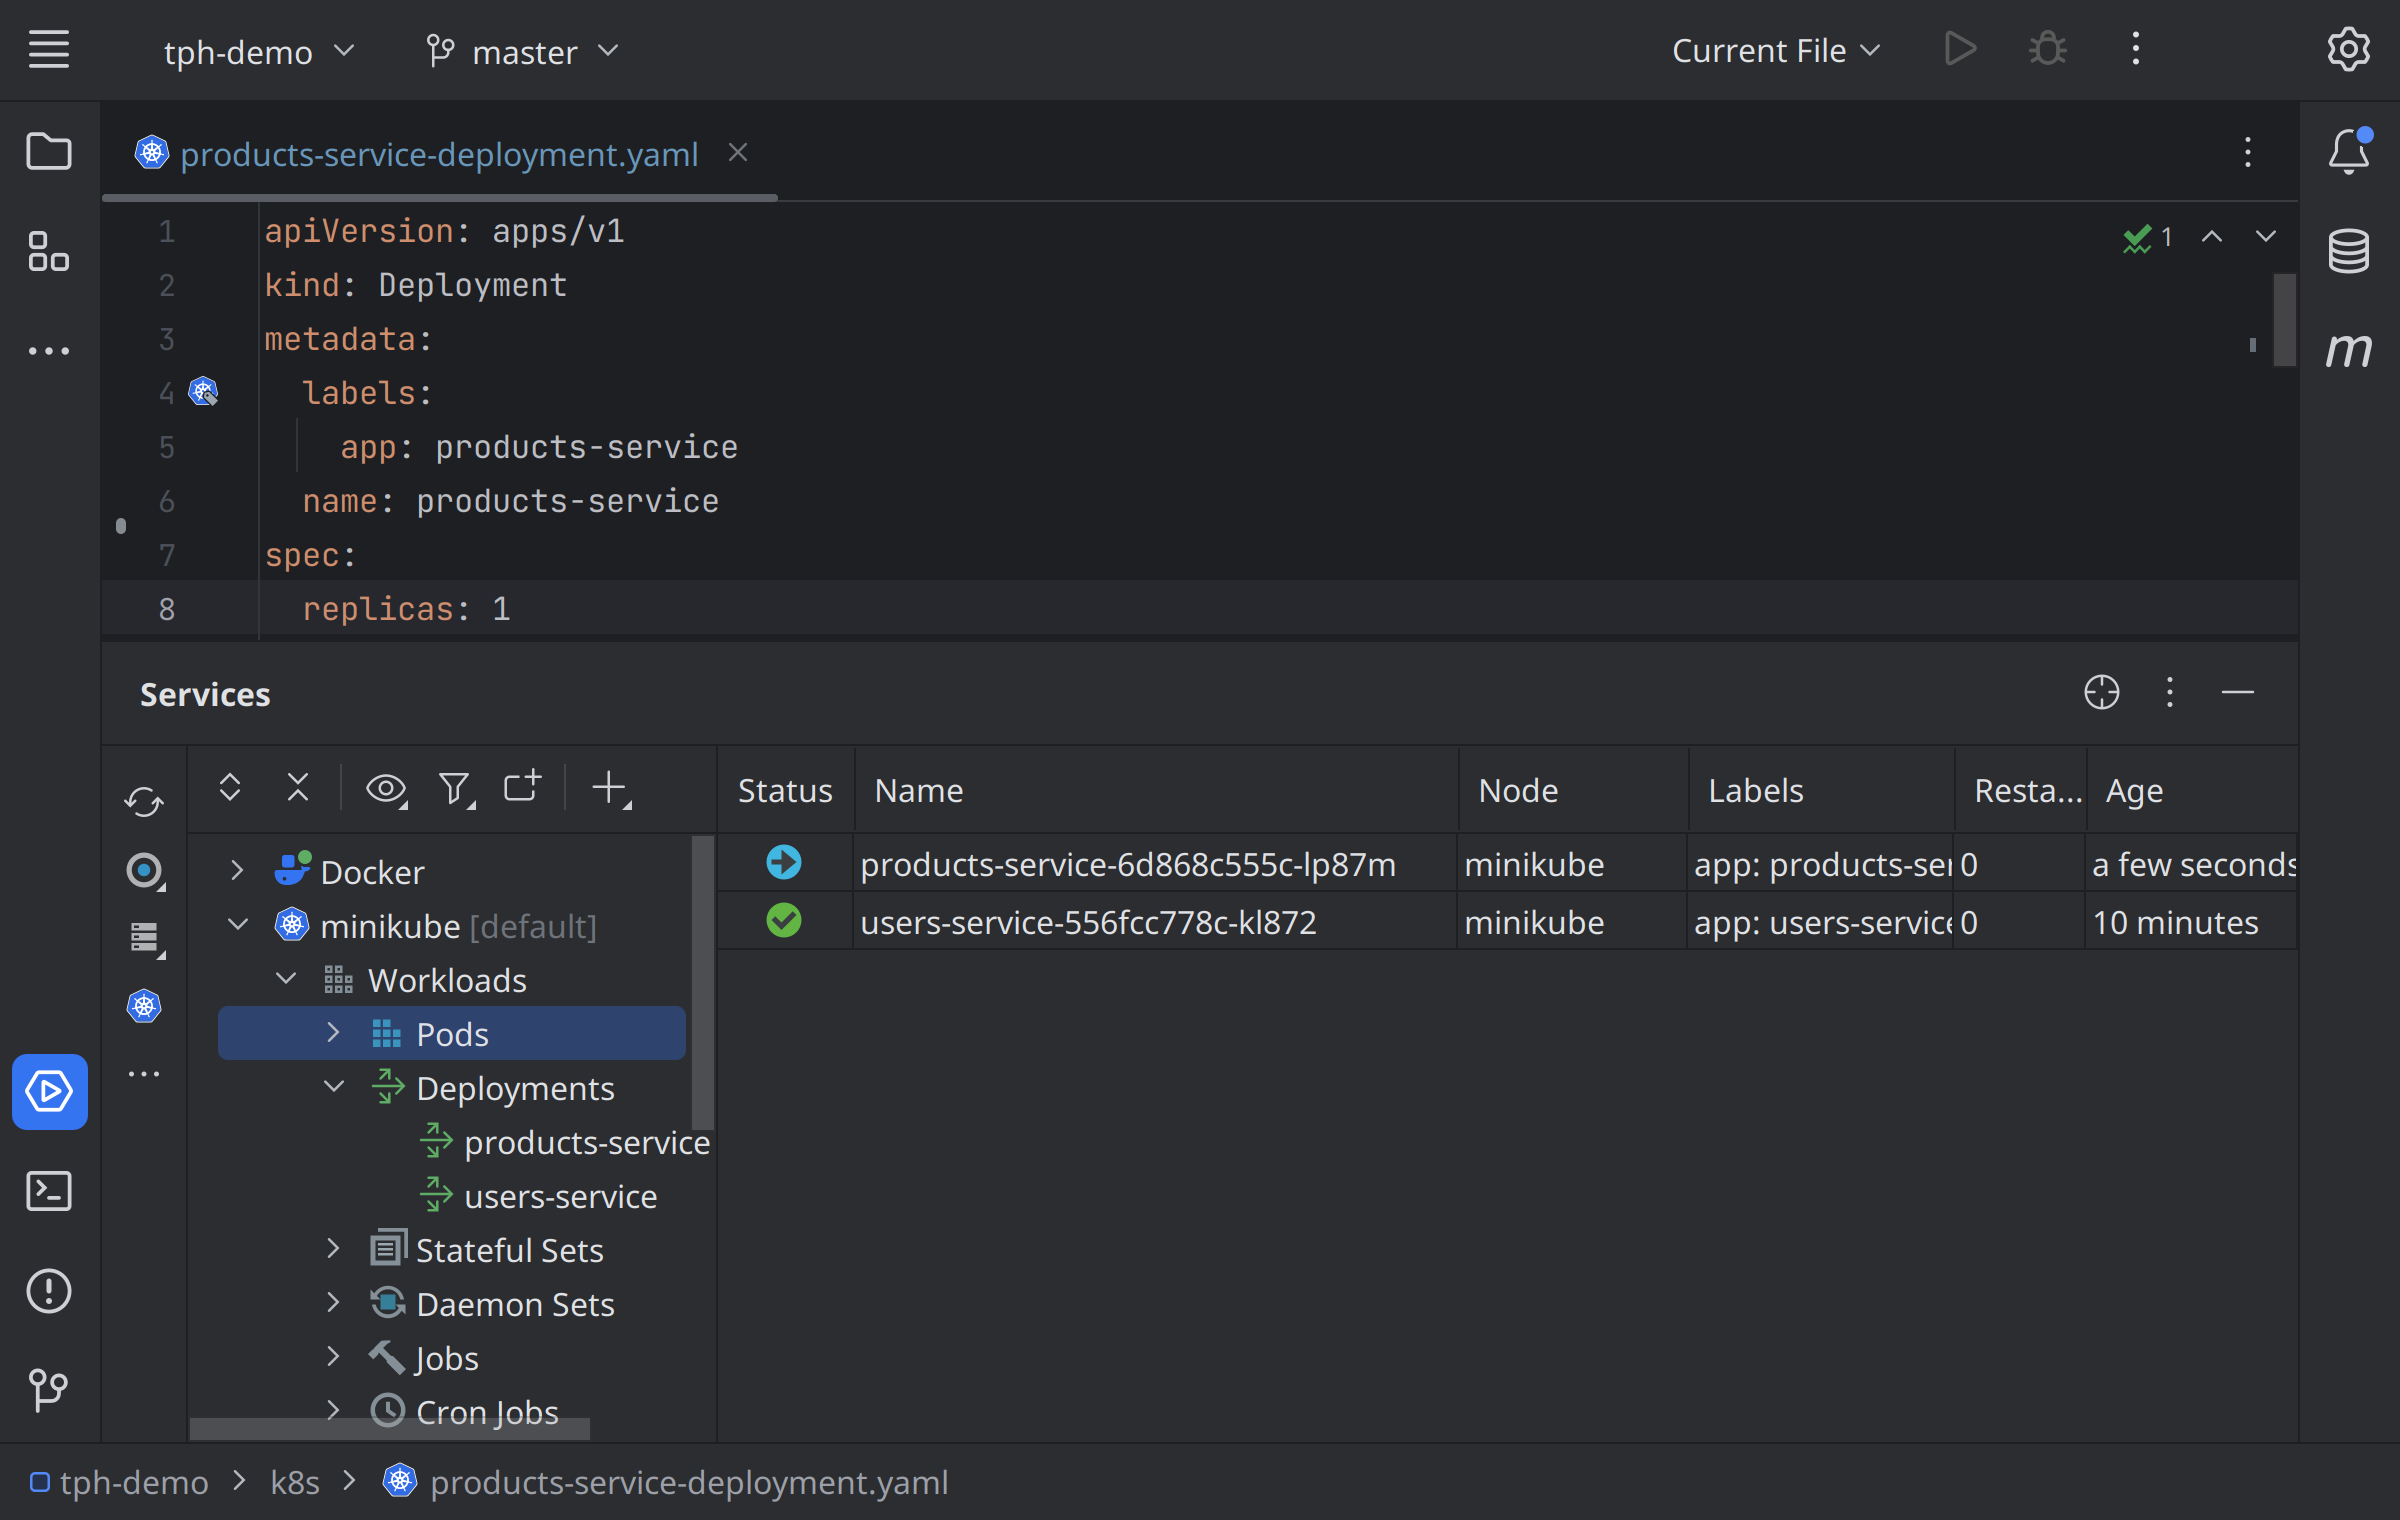 tph-demo master Current File
products-service-deployment.yaml
1 apiVersion: apps/v1
1
2 kind: Deployment
3 metadata:
m
4 labels:
5 app: products-service
6 name: products-service
7 spec:
8 replicas: 1
Services
Status Name Node Labels Resta... Age
products-service-6d868c555c-lp87m minikube app: products-ser 0 a few seconds
users-service-556fcc778c-kl872 minikube app: users-service 0 10 minutes
Docker
minikube [default]
Workloads
Pods
Deployments
products-service
users-service
Stateful Sets
Daemon Sets
Jobs
Cron Jobs
tph-demo k8s products-service-deployment.yaml